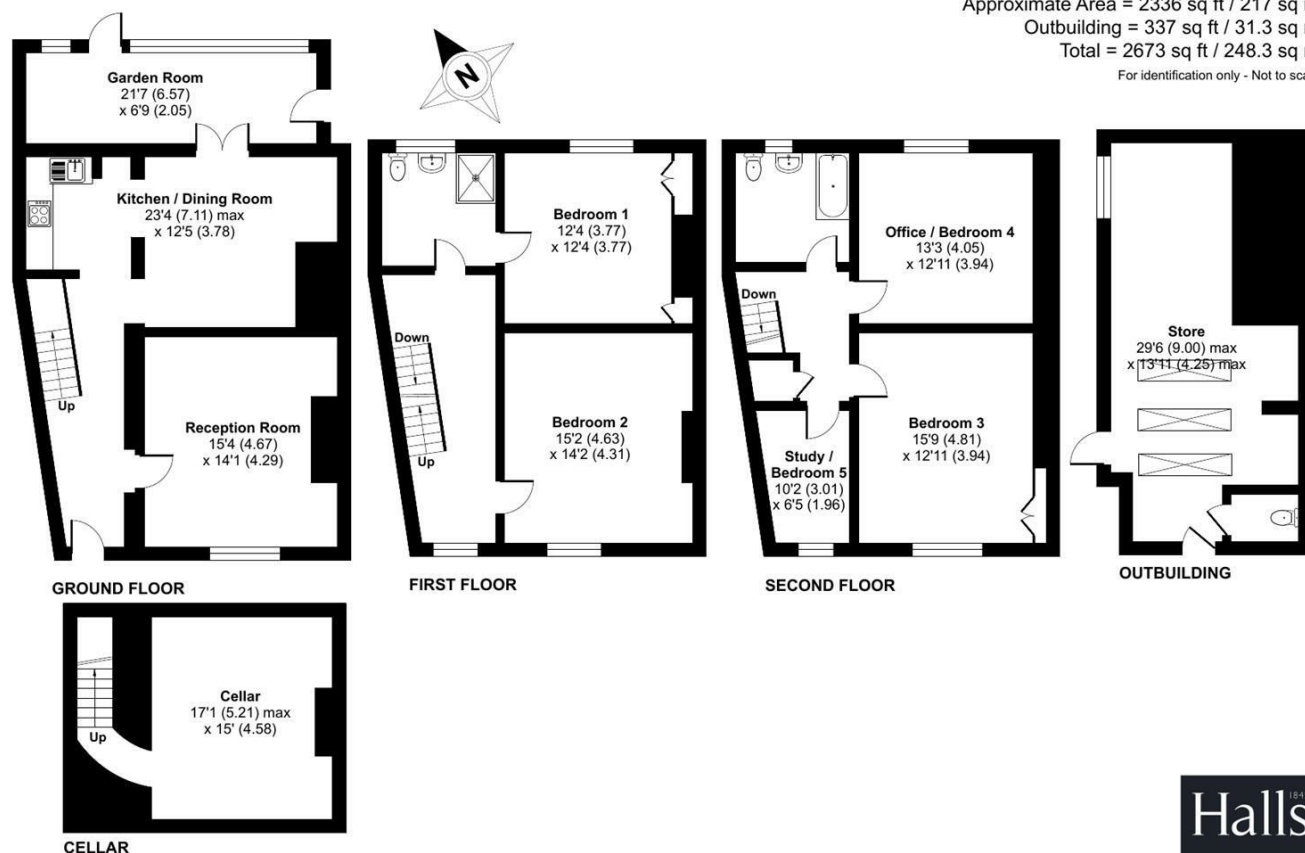 Approximate Area = 2336 sq ft / 217 sq
Outbuilding = 337 sq ft / 31.3 sq
Total = 2673 sq ft / 248.3 sq
For identification only - Not to
N
Garden Room
21'7 (6.57)
x 6'9 (2.05)
Kitchen / Dining Room
23'4 (7.11) max
x 12'5 (3.78)
Up
Reception Room
15'4 (4.67)
x 14'1 (4.29)
GROUND FLOOR
Bedroom 1
12'4 (3.77)
x 12'4 (3.77)
Down
Up
Bedroom 2
15'2 (4.63)
x 14'2 (4.31)
FIRST FLOOR
Office / Bedroom 4
13'3 (4.05)
x 12'11 (3.94)
Down
Bedroom 3
15'9 (4.81)
x 12'11 (3.94)
Study /
Bedroom 5
10'2 (3.01)
x 6'5 (1.96)
SECOND FLOOR
Store
29'6 (9.00) max
x 13'11 (4.25) max
OUTBUILDING
Cellar
17'1 (5.21) max
x 15' (4.58)
Up
CELLAR
Halls